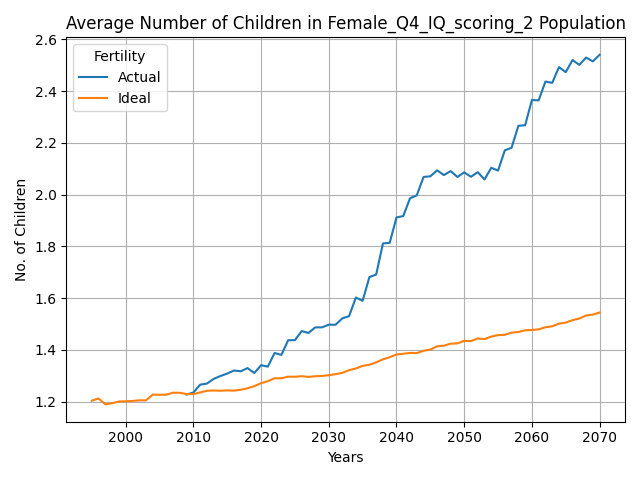 Average Number of Children in Female_Q4_IQ_scoring_2 Population
2.6
2.4
2.2
2.0
1.8
1.6
1.4
1.2
No. of Children
Fertility
Actual
Ideal
2000 2010 2020 2030 2040 2050 2060 2070
Years